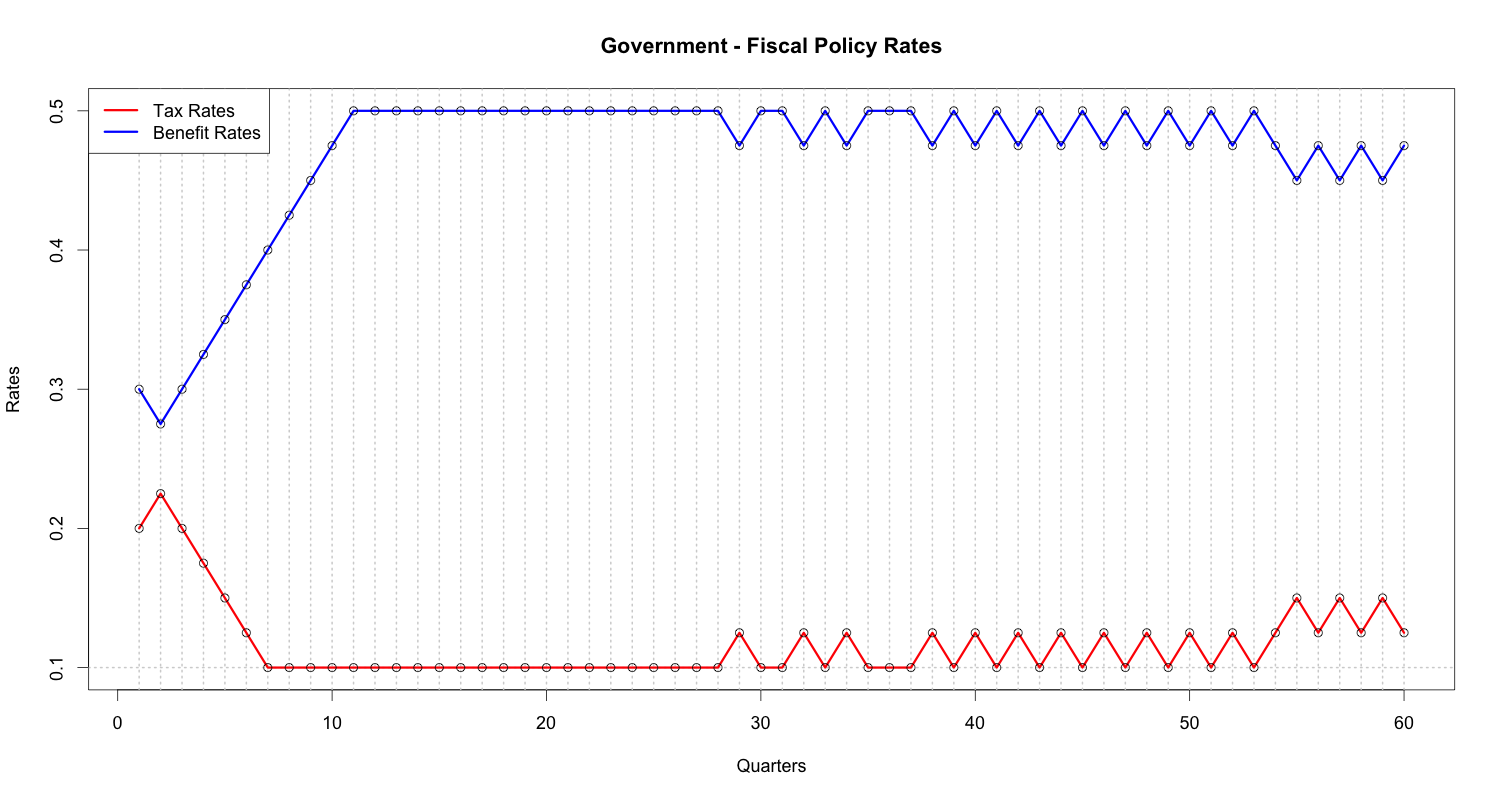 Government - Fiscal Policy Rates
Tax Rates
Benefit Rates
0.5
0.4
0.3
0.2
0.1
Rates
0 10 20 30 40 50 60
Quarters